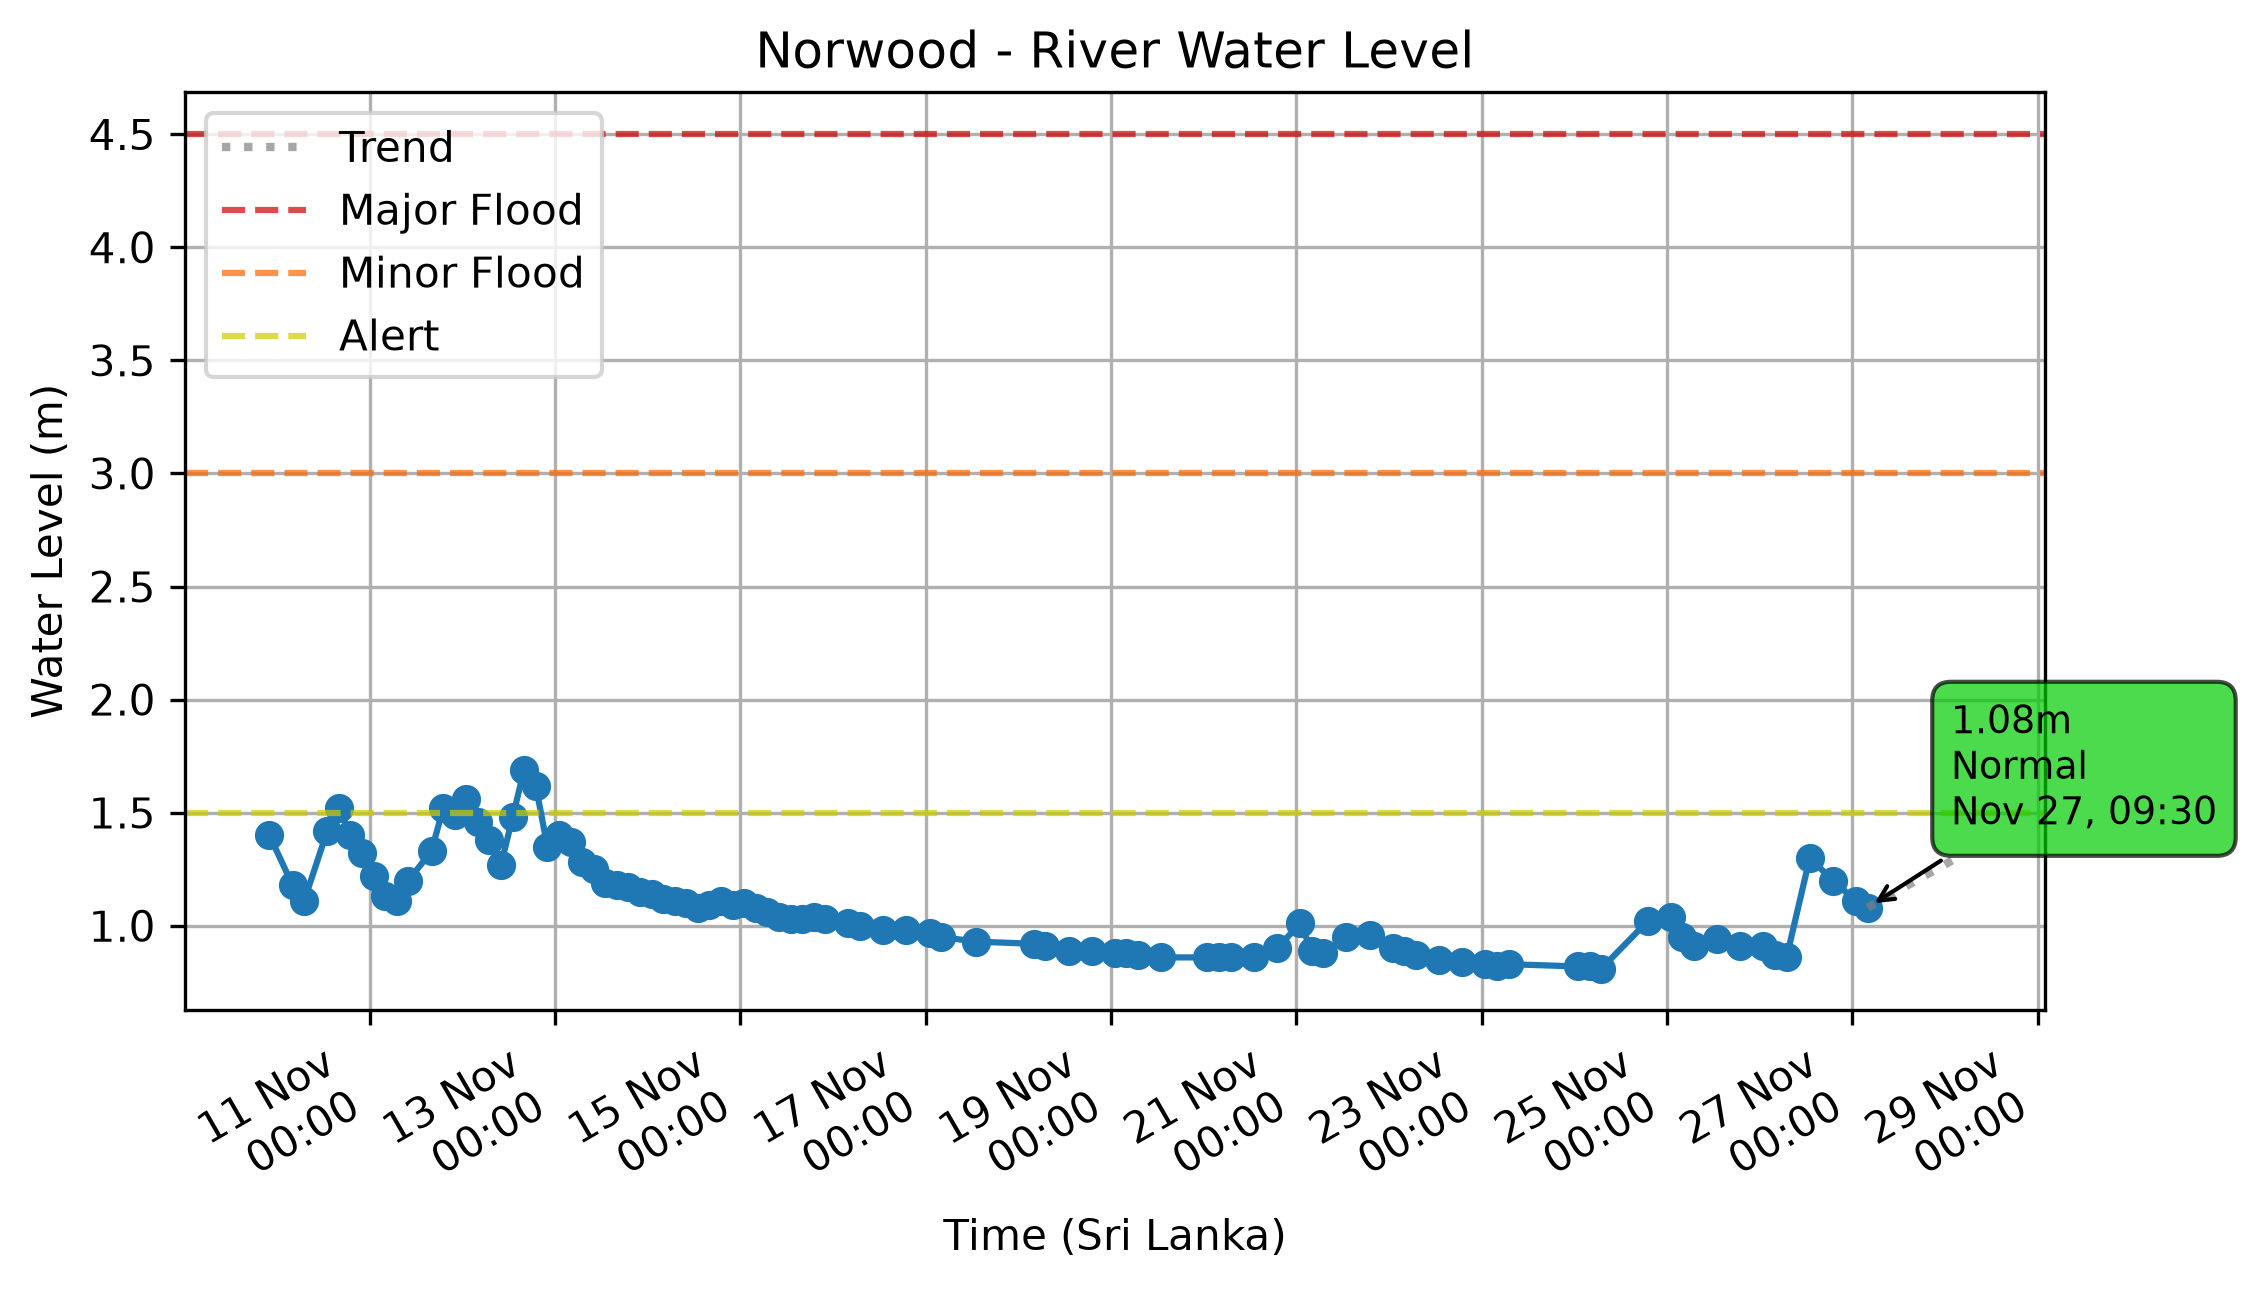 Norwood - River Water Level
Trend
Major Flood
Minor Flood
Alert
4.5
4.0
3.5
3.0
2.5
2.0
1.5
1.0
Water Level (m)
1.08m
Normal
Nov 27, 09:30
11 Nov
00:00
13 Nov
00:00
15 Nov
00:00
17 Nov
00:00
19 Nov
00:00
21 Nov
00:00
23 Nov
00:00
25 Nov
00:00
27 Nov
00:00
29 Nov
00:00
Time (Sri Lanka)